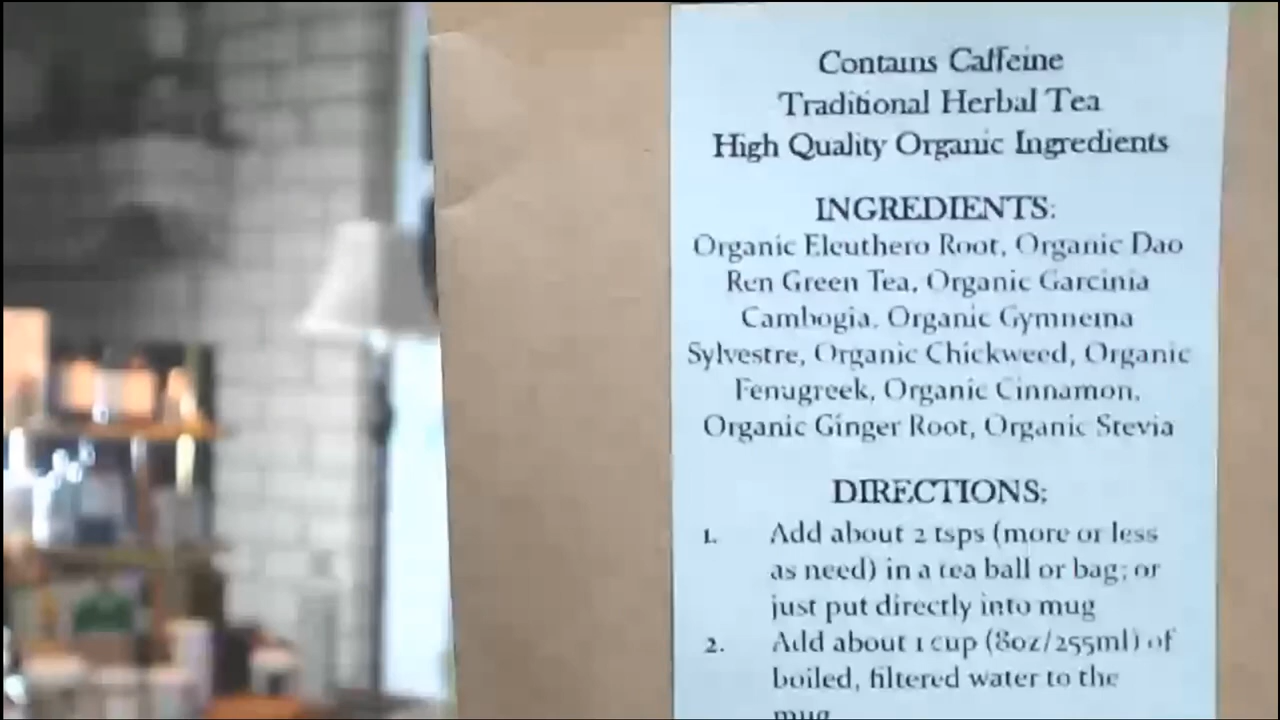 Contains Caffeine
Traditional Herbal Tea
High Quality Organic Ingredients
INGREDIENTS:
Organic Eleuthero Root, Organic Dao
Ren Green Tea, Organic Garcinia
Cambogia, Organic Gymnema
Sylvestre, Organic Chickweed, Organic
Fenugreek, Organic Cinnamon,
Organic Ginger Root, Organic Stevia
DIRECTIONS:
1. Add about 2 tsps (more or less
as need) in a tea ball or bag; or
just put directly into mug
2. Add about 1 cup (8oz/255ml) of
boiled, filtered water to the
mug